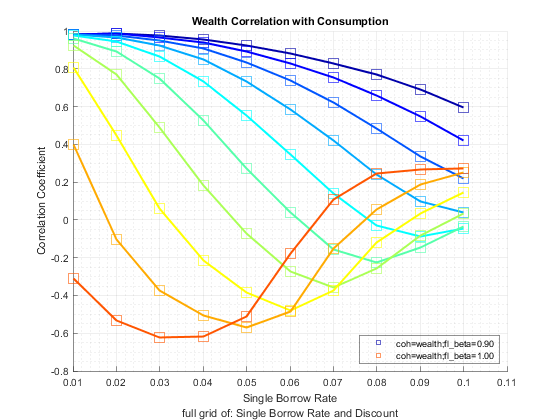 Wealth Correlation with Consumption
1
0.8
0.6
0.4
0.2
0
-0.2
-0.4
-0.6
-0.8
Corrrelation Coefficient
0.01 0.02 0.03 0.04 0.05 0.06 0.07 0.08 0.09 0.1 0.11
coh=wealth;fl_beta=0.90
coh=wealth;fl_beta=1.00
Single Borrow Rate
full grid of: Single Borrow Rate and Discount